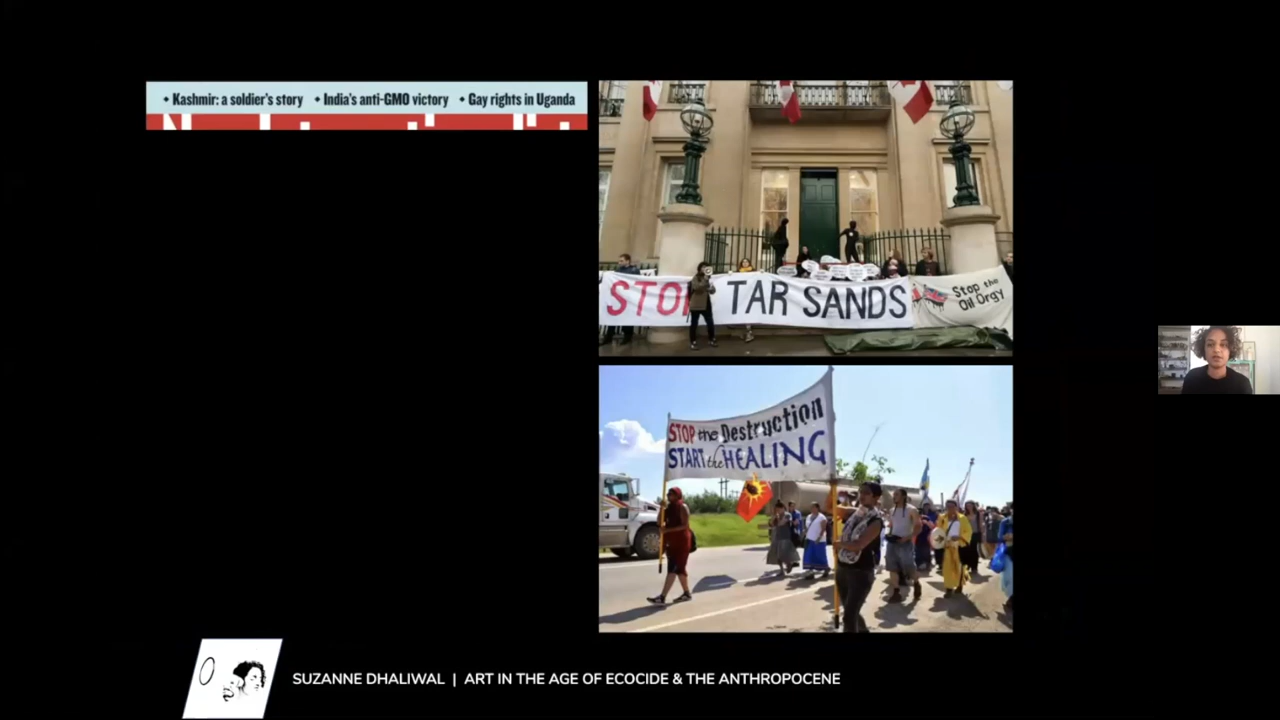 • Kashmir: a soldier's story • India's anti-GMO victory • Gay rights in Uganda
STOP TAR SANDS
Stop the
Oil Orgy
STOP the Destruction
START the HEALING
SUZANNE DHALIWAL | ART IN THE AGE OF ECOCIDE & THE ANTHROPOCENE